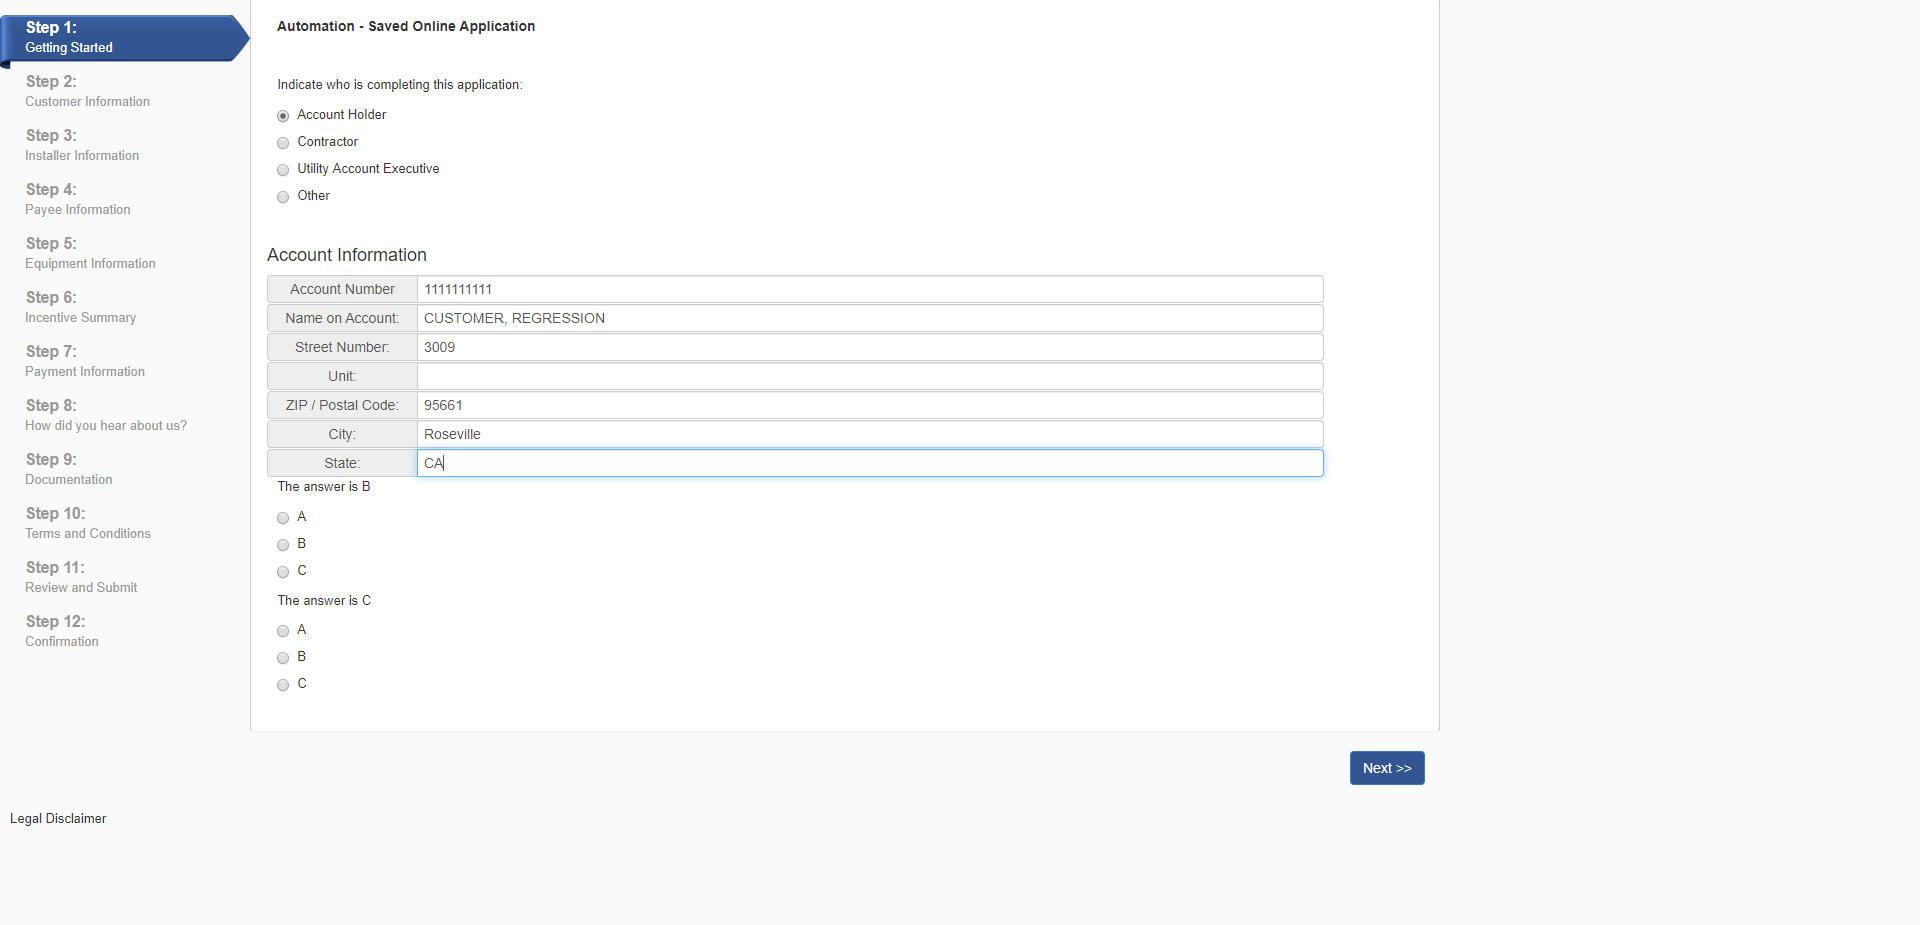 Step 1:
Getting Started
Step 2:
Customer Information
Step 3:
Installer Information
Step 4:
Payee Information
Step 5:
Equipment Information
Step 6:
Incentive Summary
Step 7:
Payment Information
Step 8:
How did you hear about us?
Step 9:
Documentation
Step 10:
Terms and Conditions
Step 11:
Review and Submit
Step 12:
Confirmation
Automation - Saved Online Application
Indicate who is completing this application:
Account Holder
Contractor
Utility Account Executive
Other
Account Information
Account Number 1111111111
Name on Account: CUSTOMER, REGRESSION
Street Number: 3009
Unit:
ZIP / Postal Code: 95661
City: Roseville
State: CA
The answer is B
A
B
C
The answer is C
A
B
C
Next >>
Legal Disclaimer